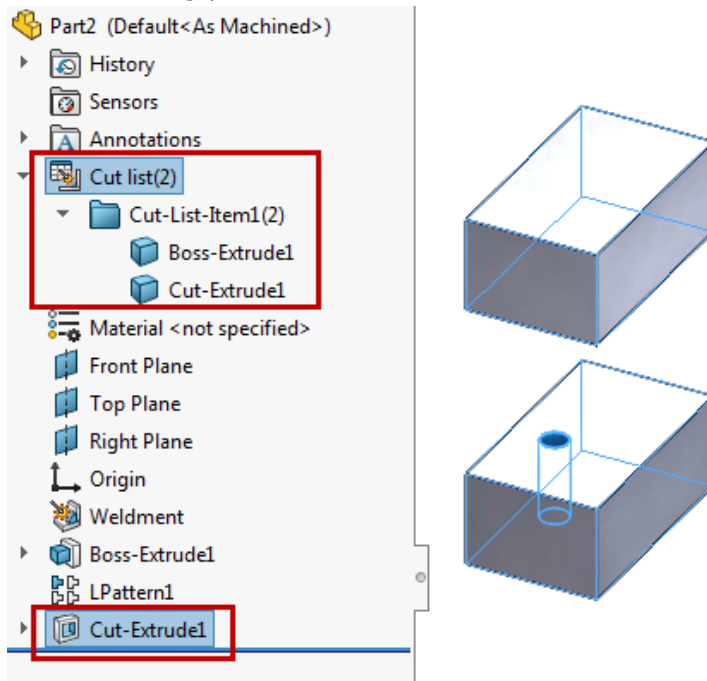 Part2 (Default<As Machined>)
History
Sensors
A Annotations
Cut list(2)
Cut-List-Item1(2)
Boss-Extrude1
Cut-Extrude1
Material <not specified>
Front Plane
Top Plane
Right Plane
Origin
Weldment
Boss-Extrude1
LPattern1
Cut-Extrude1